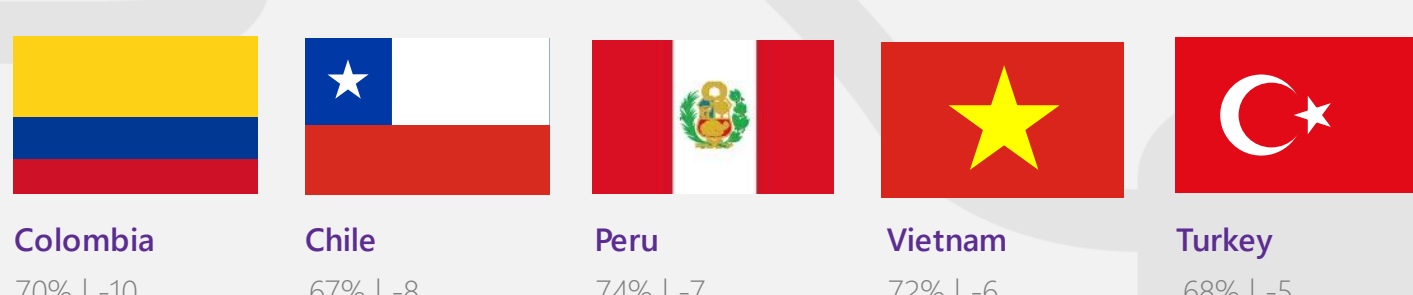 Colombia Chile Peru Vietnam Turkey
70% | -10 67% | -8 74% | -7 72% | -6 68% | -5